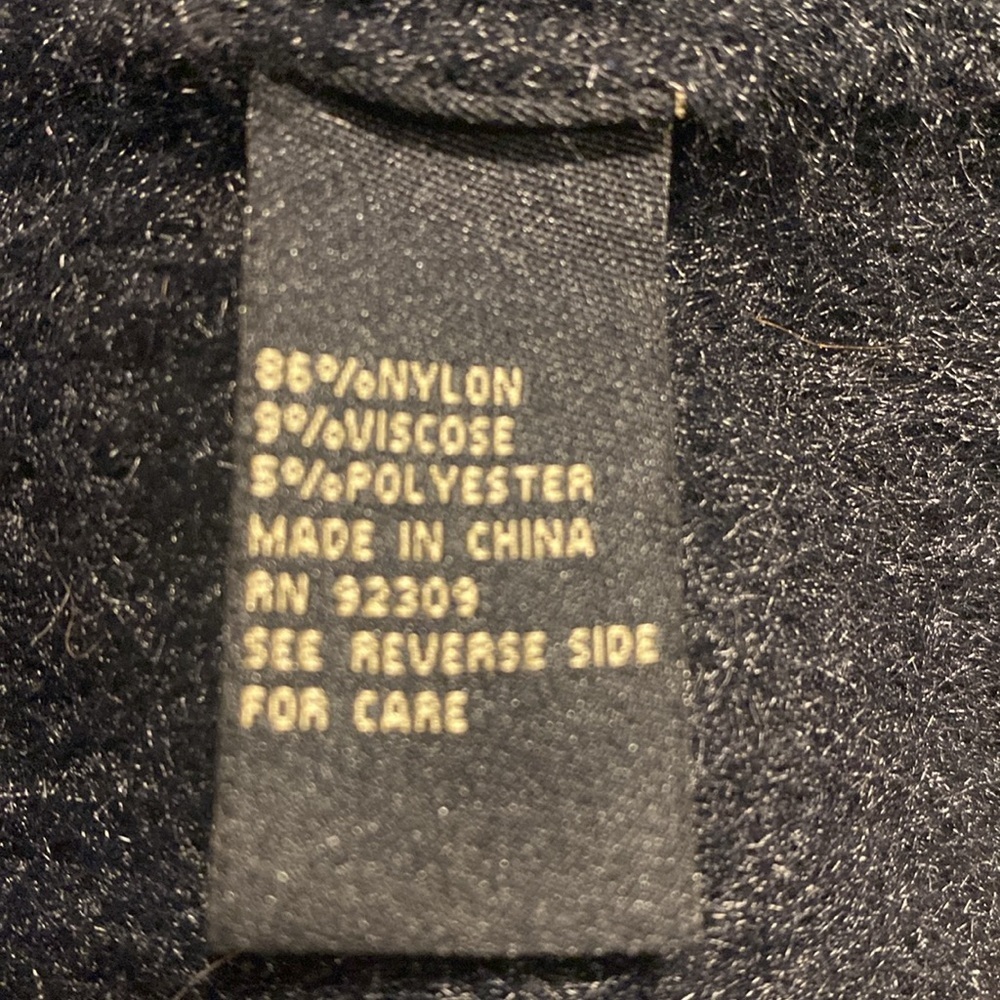 86%NYLON
9%VISCOSE
5%POLYESTER
MADE IN CHINA
RN 92309
SEE REVERSE SIDE
FOR CARE